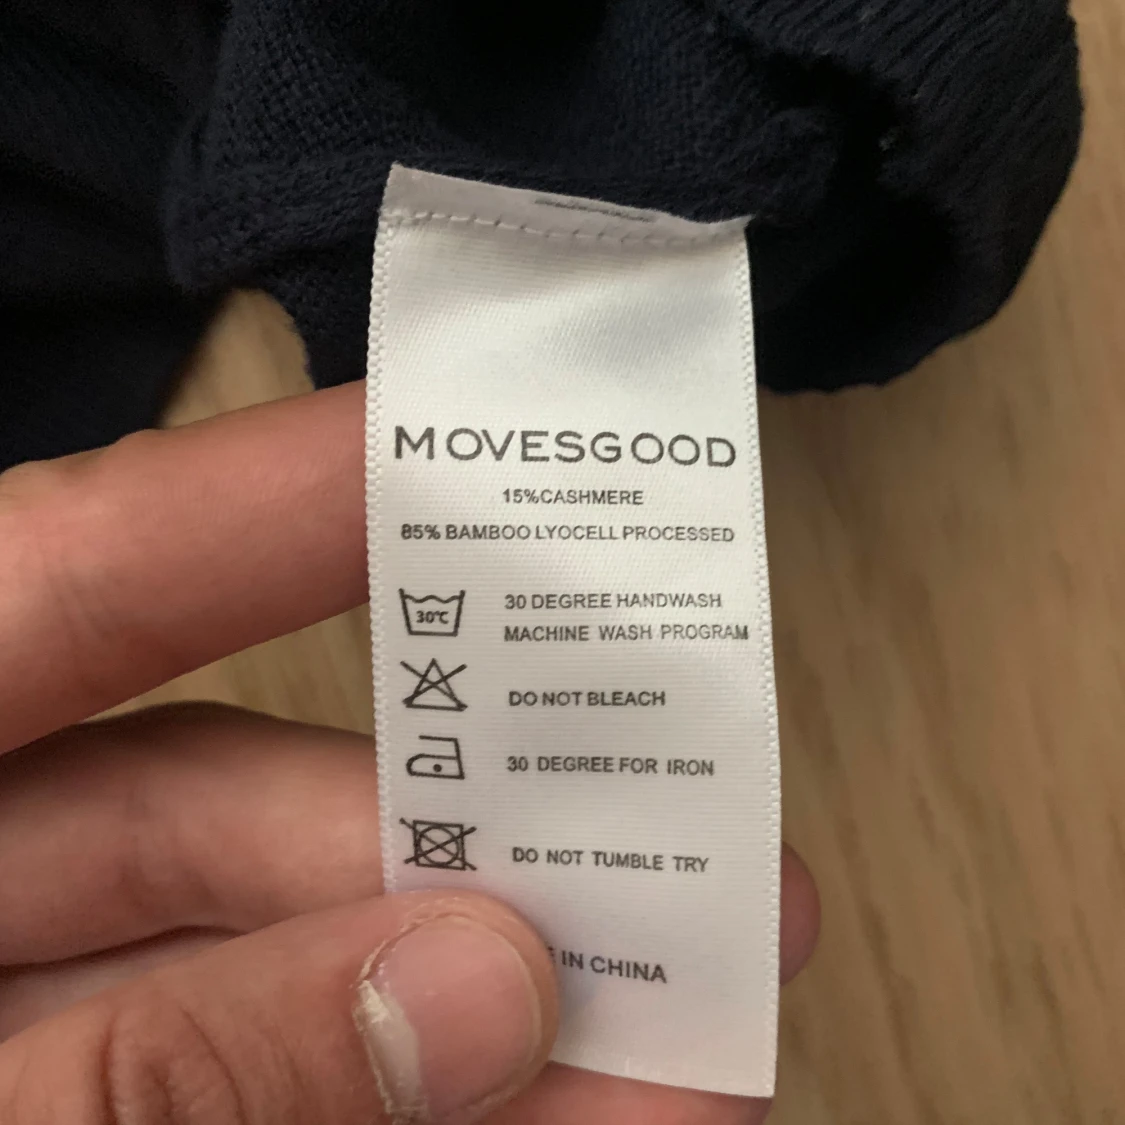 MOVESGOOD
15%CASHMERE
85% BAMBOO LYOCELL PROCESSED
30°C
30 DEGREE HANDWASH
MACHINE WASH PROGRAM
DO NOT BLEACH
30 DEGREE FOR IRON
DO NOT TUMBLE TRY
IN CHINA